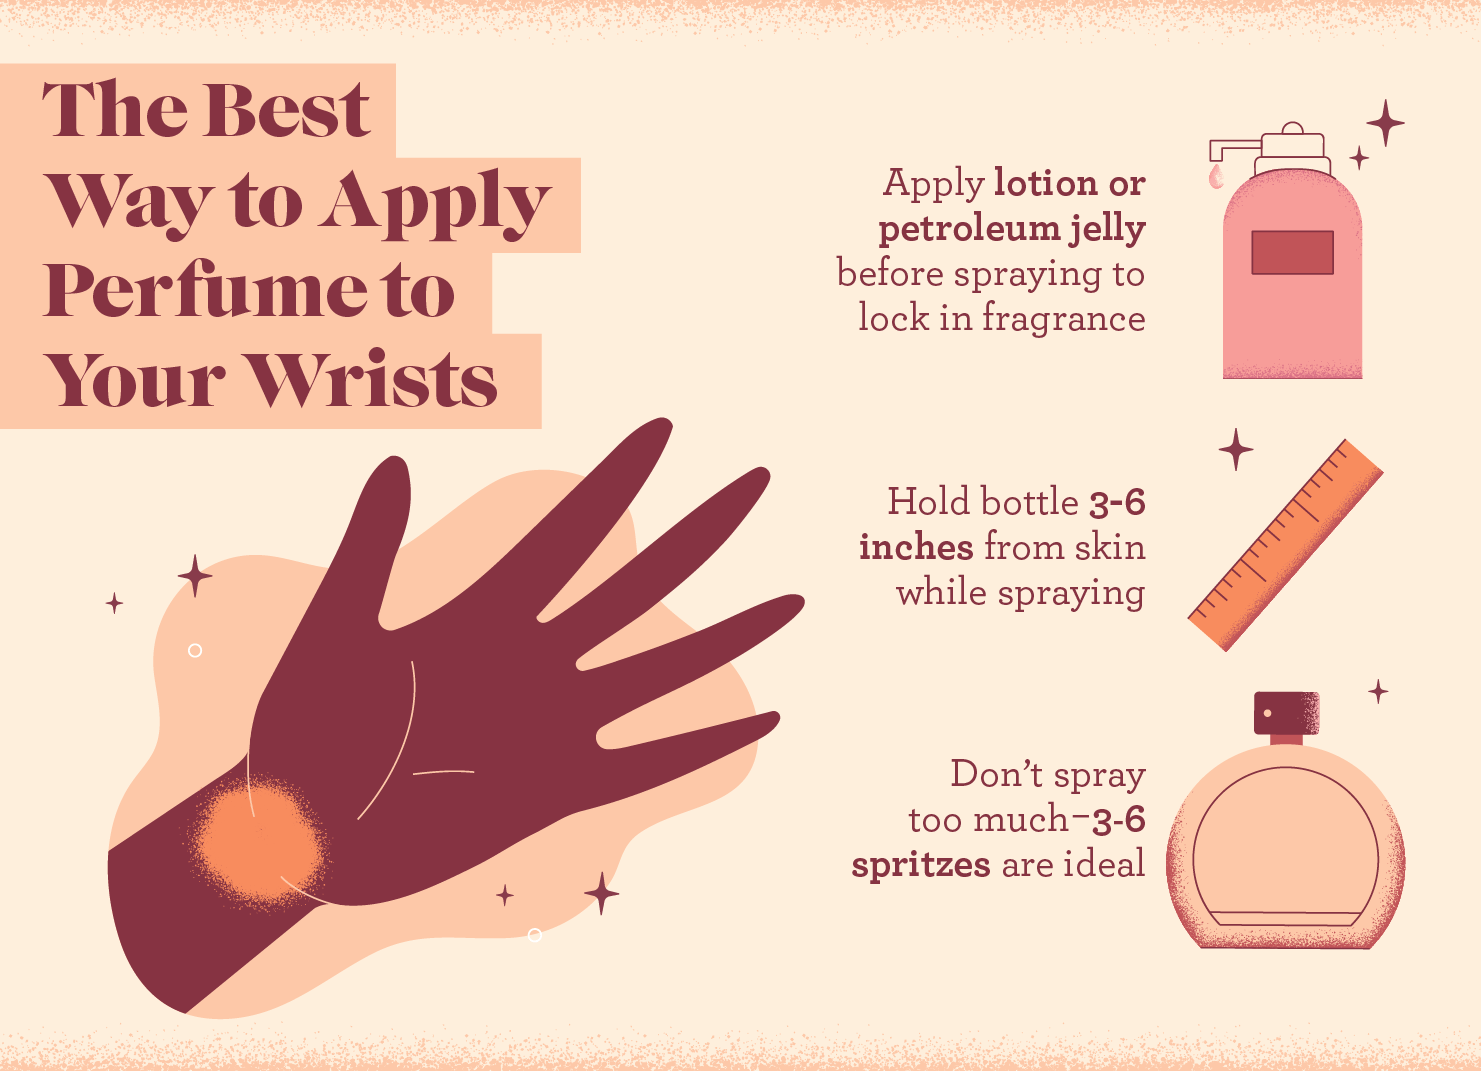 The Best
Way to Apply
Perfume to
Your Wrists
Apply lotion or
petroleum jelly
before spraying to
lock in fragrance
Hold bottle 3-6
inches from skin
while spraying
Don’t spray
too much–3-6
spritzes are ideal